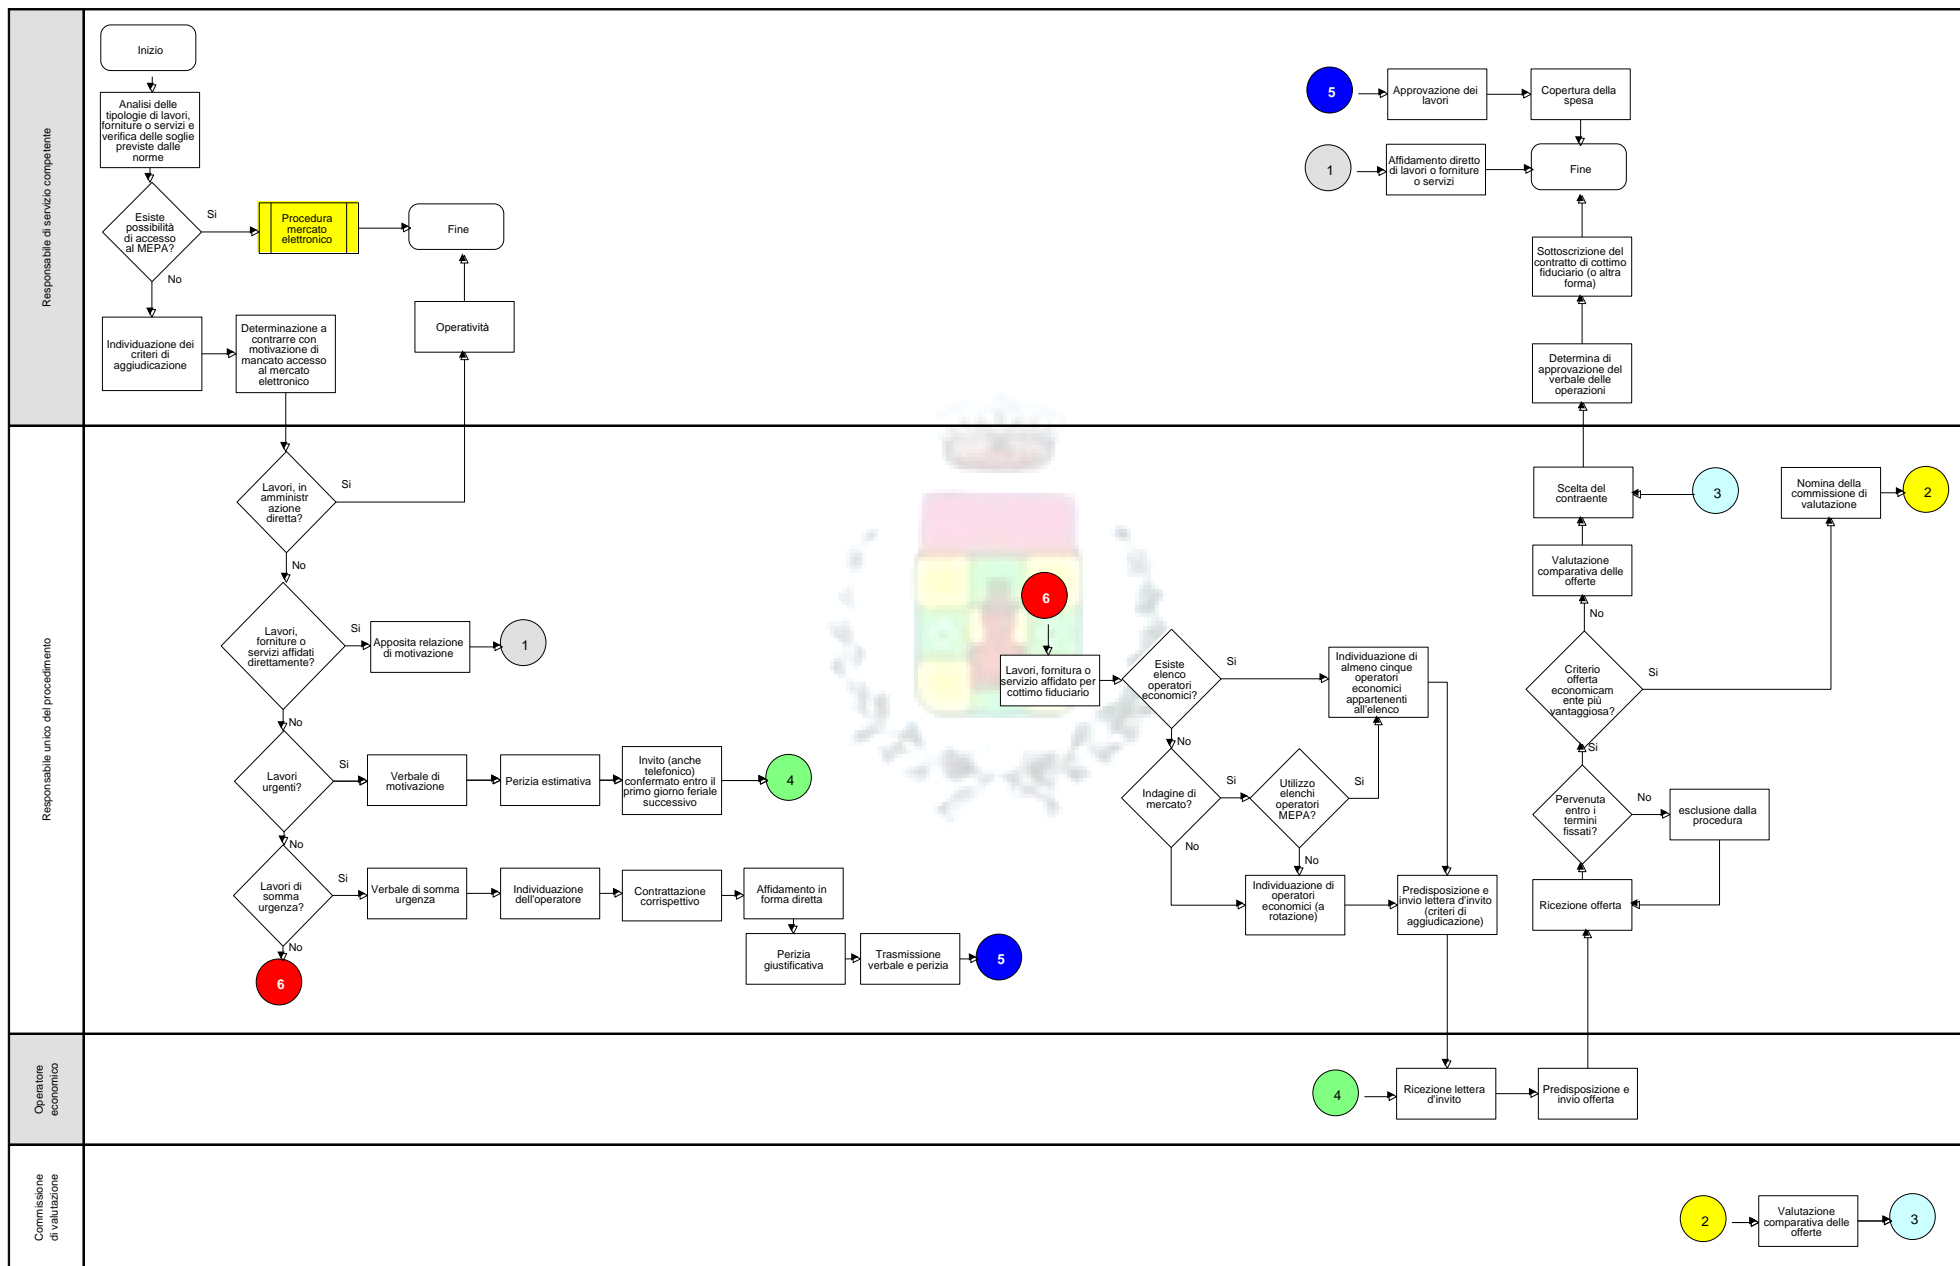 Responsabile di servizio competente
Inizio
Analisi delle
tipologie di lavori,
forniture o servizi e
verifica delle soglie
previste dalle
norme
Esiste
possibilità
di accesso
al MEPA?
Si
No
Procedura
mercato
elettronico
Fine
Individuazione dei
criteri di
aggiudicazione
Determinazione a
contrarre con
motivazione di
mancato accesso
al mercato
elettronico
Operatività
5
Approvazione dei
lavori
Copertura della
spesa
1
Affidamento diretto
di lavori o forniture
o servizi
Fine
Sottoscrizione del
contratto di cottimo
fiduciario (o altra
forma)
Determina di
approvazione del
verbale delle
operazioni
Responsabile unico del procedimento
Lavori, in
amministr
azione
diretta?
Si
No
Lavori,
forniture o
servizi affidati
direttamente?
Si
No
Apposita relazione
di motivazione
1
Lavori
urgenti?
Si
No
Verbale di
motivazione
Perizia estimativa
Invito (anche
telefonico)
confermato entro il
primo giorno feriale
successivo
4
Lavori di
somma
urgenza?
Si
No
Verbale di somma
urgenza
Individuazione
dell'operatore
Contrattazione
corrispettivo
Affidamento in
forma diretta
Perizia
giustificativa
Trasmissione
verbale e perizia
5
6
6
Lavori, fornitura o
servizio affidato per
cottimo fiduciario
Esiste
elenco
operatori
economici?
Si
No
Individuazione di
almeno cinque
operatori
economici
appartenenti
all'elenco
Indagine di
mercato?
Si
No
Utilizzo
elenchi
operatori
MEPA?
Si
No
Individuazione di
operatori
economici (a
rotazione)
Predisposizione e
invio lettera d'invito
(criteri di
aggiudicazione)
Scelta del
contraente
3
Nomina della
commissione di
valutazione
2
Valutazione
comparativa delle
offerte
No
Criterio
offerta
economicam
ente più
vantaggiosa?
Si
Si
Pervenuta
entro i
termini
fissati?
No
esclusione dalla
procedura
Ricezione offerta
Operatore
economico
4
Ricezione lettera
d'invito
Predisposizione e
invio offerta
Commissione
di valutazione
2
Valutazione
comparativa delle
offerte
3